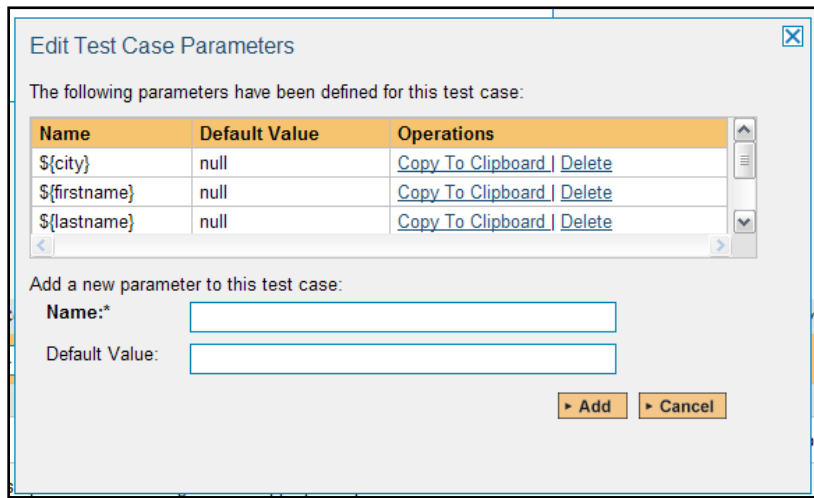 Edit Test Case Parameters
The following parameters have been defined for this test case:
Name Default Value Operations
${city} null Copy To Clipboard | Delete
${firstname} null Copy To Clipboard | Delete
${lastname} null Copy To Clipboard | Delete
Add a new parameter to this test case:
Name:*
Default Value:
Add Cancel